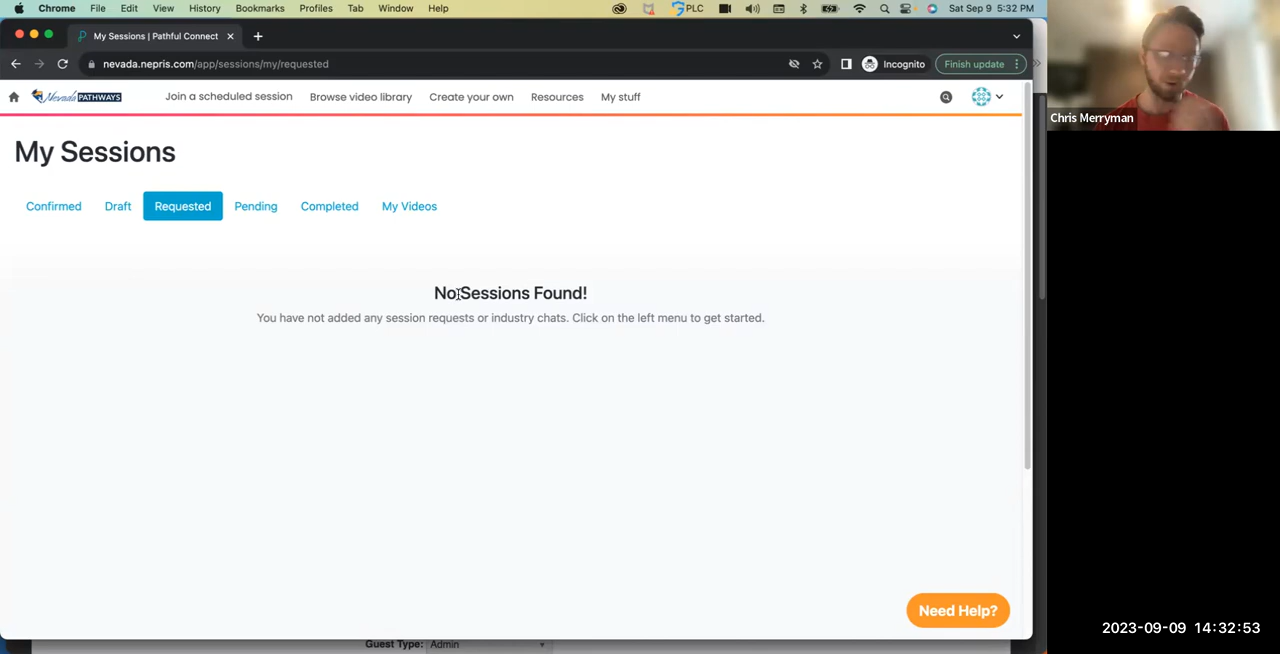 Chrome File Edit View History Bookmarks Profiles Tab Window Help PLC Sat Sep 9 5:32 PM
My Sessions | Pathful Connect
nevada.nepris.com/app/sessions/my/requested Incognito Finish update
Nevada PATHWAYS Join a scheduled session Browse video library Create your own Resources My stuff
Chris Merryman
My Sessions
Confirmed Draft Requested Pending Completed My Videos
No Sessions Found!
You have not added any session requests or industry chats. Click on the left menu to get started.
Need Help?
2023-09-09 14:32:53
Guest Type: Admin